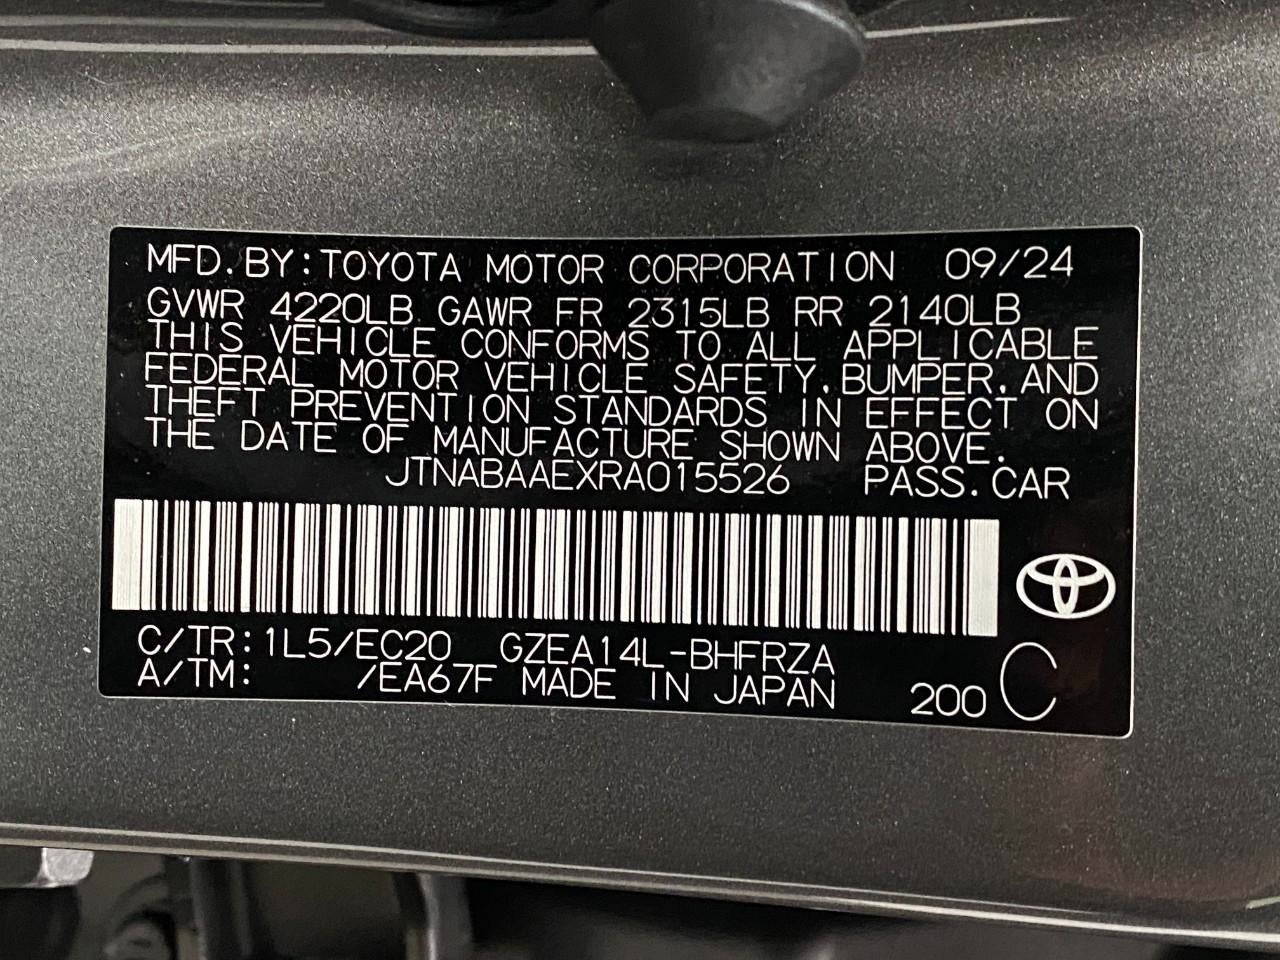 MFD. BY: TOYOTA MOTOR CORPORATION 09/24
GVWR 4220LB GAWR FR 2315LB RR 2140LB
THIS VEHICLE CONFORMS TO ALL APPLICABLE
FEDERAL MOTOR VEHICLE SAFETY, BUMPER, AND
THEFT PREVENTION STANDARDS IN EFFECT ON
THE DATE OF MANUFACTURE SHOWN ABOVE.
JTNABAAEXRA015526 PASS. CAR
C/TR: 1L5/EC20 GZEA14L-BHFRZA
A/TM: /EA67F MADE IN JAPAN 200 C